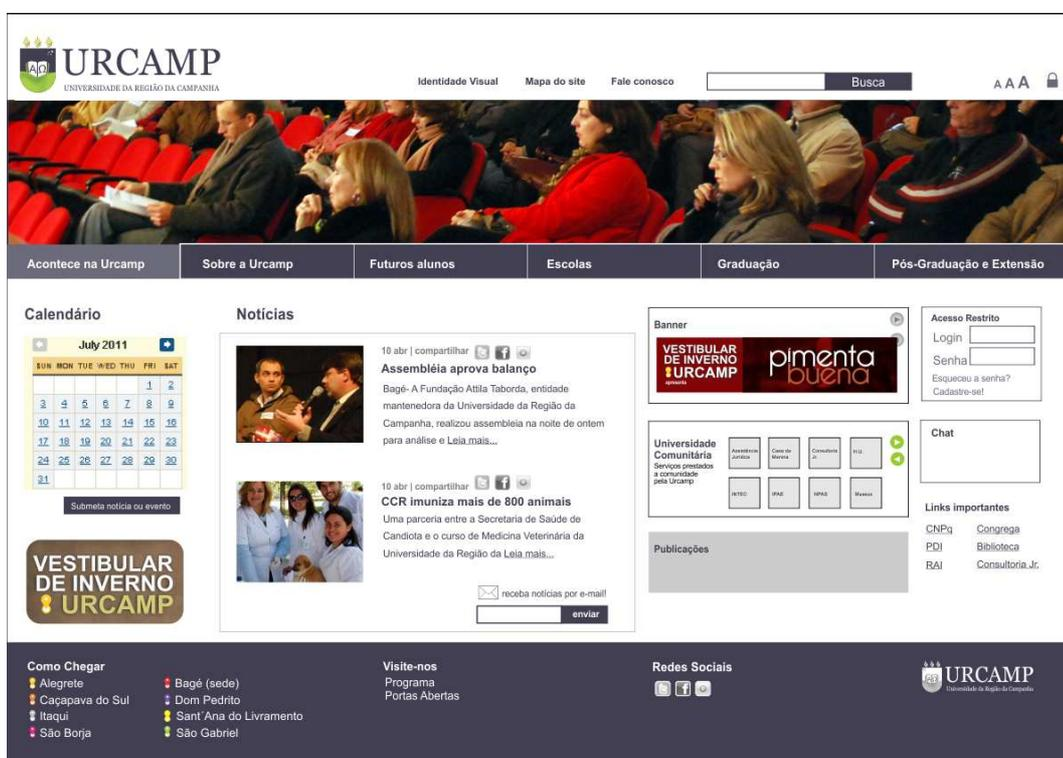 URCAMP
UNIVERSIDADE DA REGIÃO DA CAMPANHA
Identidade Visual
Mapa do site
Fale conosco
Busca
A A A
Acontece na Urcamp
Sobre a Urcamp
Futuros alunos
Escolas
Graduação
Pós-Graduação e Extensão
Calendário
July 2011
SUN MON TUE WED THU FRI SAT
1 2
3 4 5 6 7 8 9
10 11 12 13 14 15 16
17 18 19 20 21 22 23
24 25 26 27 28 29 30
31
Submeta notícia ou evento
VESTIBULAR
DE INVERNO
URCAMP
Notícias
10 abr | compartilhar
Assembléia aprova balanço
Bagé- A Fundação Attila Taborda, entidade
mantenedora da Universidade da Região da
Campanha, realizou assembleia na noite de ontem
para análise e Leia mais...
10 abr | compartilhar
CCR imuniza mais de 800 animais
Uma parceria entre a Secretaria de Saúde de
Candiota e o curso de Medicina Veterinária da
Universidade da Região da Leia mais...
receba notícias por e-mail!
enviar
Banner
VESTIBULAR
DE INVERNO
URCAMP
apresenta
pimenta
buena
Universidade
Comunitária
Serviços prestados
a comunidade
pela Urcamp
Assistência
Jurídica
Casa da
Menina
Consultoria
Jr.
H.U.
INTEC
IPAE
NPAS
Museus
Publicações
Acesso Restrito
Login
Senha
Esqueceu a senha?
Cadastre-se!
Chat
Links importantes
CNPq
Congrega
PDI
Biblioteca
RAI
Consultoria Jr.
Como Chegar
Alegrete
Caçapava do Sul
Itaqui
São Borja
Bagé (sede)
Dom Pedrito
Sant´Ana do Livramento
São Gabriel
Visite-nos
Programa
Portas Abertas
Redes Sociais
URCAMP
Universidade da Região da Campanha